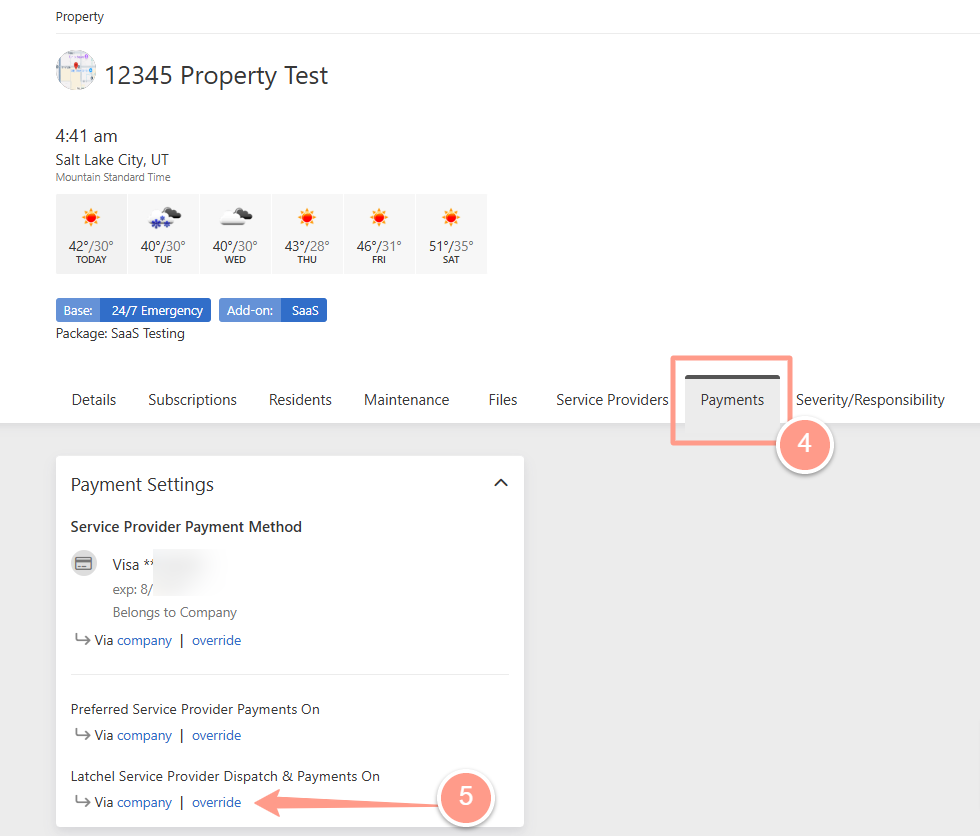 Property
12345 Property Test
4:41 am
Salt Lake City, UT
Mountain Standard Time
42°/30° 40°/30° 40°/30° 43°/28° 46°/31° 51°/35°
TODAY TUE WED THU FRI SAT
Base: 24/7 Emergency Add-on: SaaS
Package: SaaS Testing
Details Subscriptions Residents Maintenance Files Service Providers Payments Severity/Responsibility
4
Payment Settings
Service Provider Payment Method
Visa **
exp: 8/
Belongs to Company
Via company | override
Preferred Service Provider Payments On
Via company | override
Latchel Service Provider Dispatch & Payments On
Via company | override
5